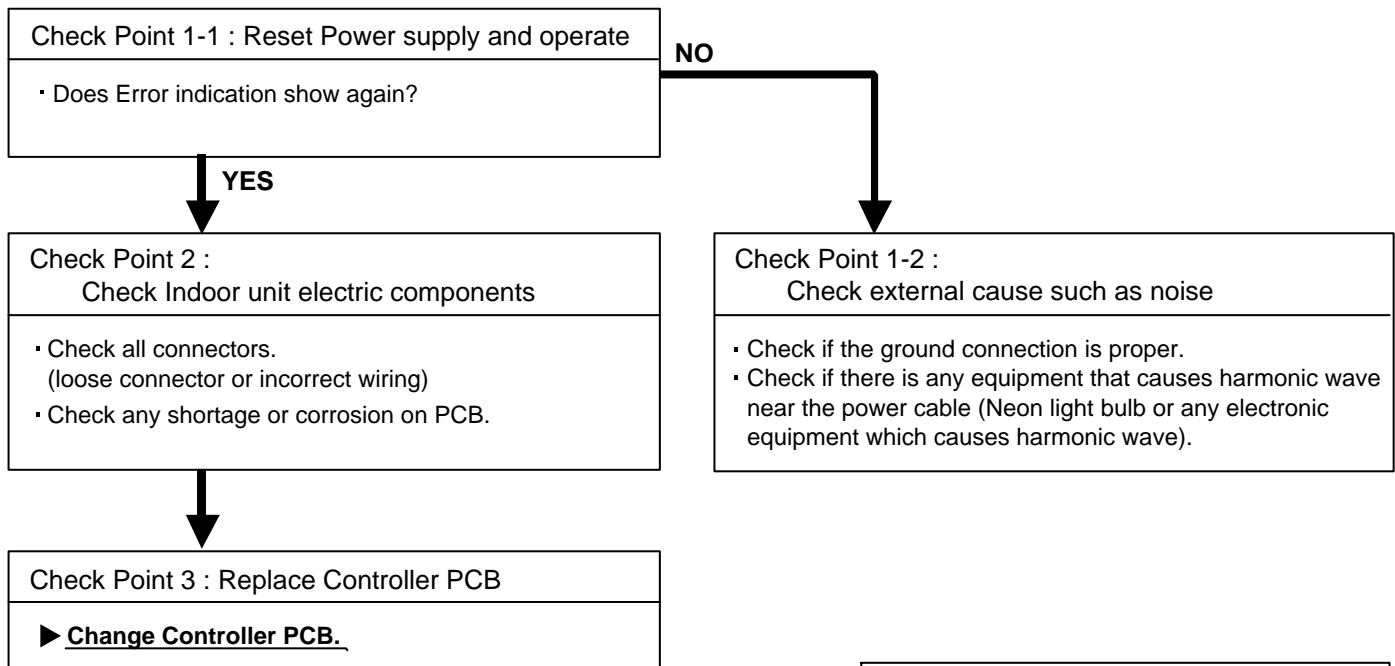 Check Point 1-1 : Reset Power supply and operate
▪ Does Error indication show again?
NO
YES
Check Point 2 :
Check Indoor unit electric components
▪ Check all connectors.
(loose connector or incorrect wiring)
▪ Check any shortage or corrosion on PCB.
Check Point 1-2 :
Check external cause such as noise
▪ Check if the ground connection is proper.
▪ Check if there is any equipment that causes harmonic wave
near the power cable (Neon light bulb or any electronic
equipment which causes harmonic wave).
Check Point 3 : Replace Controller PCB
▶ Change Controller PCB.